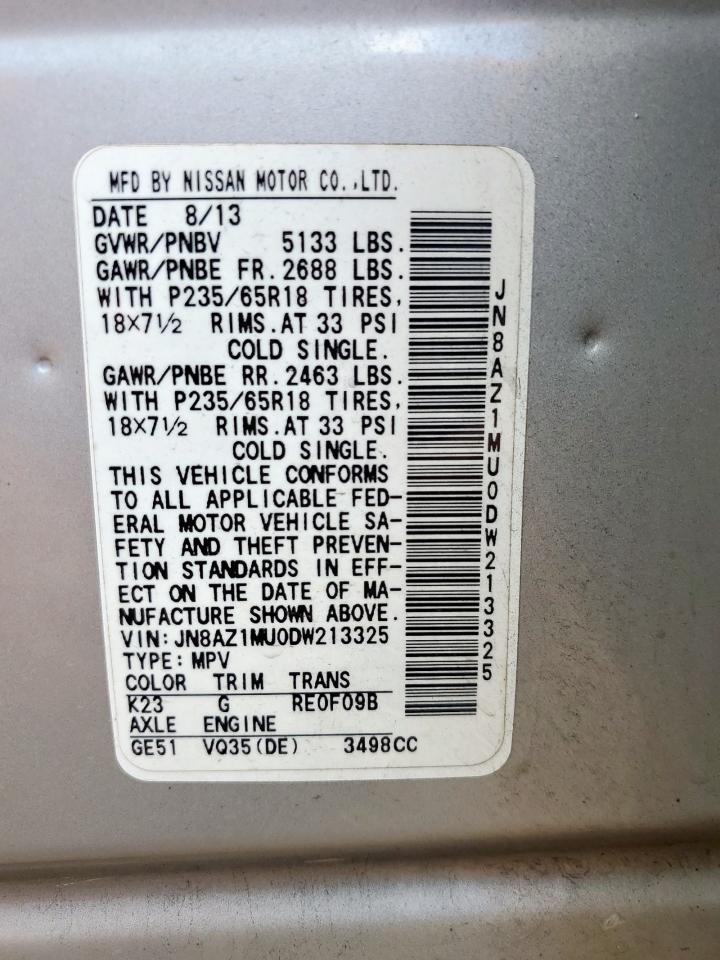 MFD BY NISSAN MOTOR CO.,LTD.
DATE 8/13
GVWR/PNBV 5133 LBS.
GAWR/PNBE FR.2688 LBS.
WITH P235/65R18 TIRES,
18×7½ RIMS.AT 33 PSI
COLD SINGLE.
GAWR/PNBE RR.2463 LBS.
WITH P235/65R18 TIRES,
18×7½ RIMS.AT 33 PSI
COLD SINGLE.
THIS VEHICLE CONFORMS
TO ALL APPLICABLE FED-
ERAL MOTOR VEHICLE SA-
FETY AND THEFT PREVEN-
TION STANDARDS IN EFF-
ECT ON THE DATE OF MA-
NUFACTURE SHOWN ABOVE.
VIN:JN8AZ1MU0DW213325
TYPE:MPV
COLOR TRIM TRANS
K23 G RE0F09B
AXLE ENGINE
GE51 VQ35(DE) 3498CC
JN8AZ1MU0DW213325